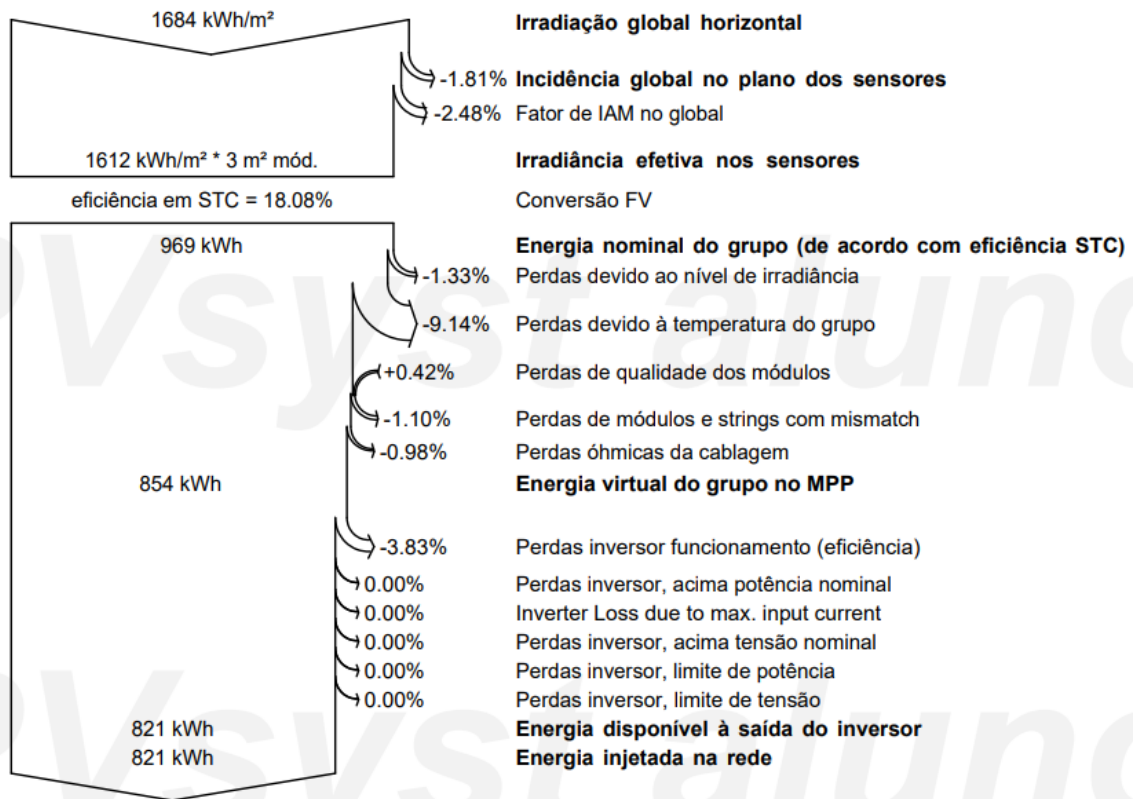 1684 kWh/m² Irradiação global horizontal
-1.81% Incidência global no plano dos sensores
-2.48% Fator de IAM no global
1612 kWh/m² * 3 m² mód. Irradiância efetiva nos sensores
eficiência em STC = 18.08% Conversão FV
969 kWh Energia nominal do grupo (de acordo com eficiência STC)
-1.33% Perdas devido ao nível de irradiância
-9.14% Perdas devido à temperatura do grupo
+0.42% Perdas de qualidade dos módulos
-1.10% Perdas de módulos e strings com mismatch
-0.98% Perdas óhmicas da cablagem
854 kWh Energia virtual do grupo no MPP
-3.83% Perdas inversor funcionamento (eficiência)
0.00% Perdas inversor, acima potência nominal
0.00% Inverter Loss due to max. input current
0.00% Perdas inversor, acima tensão nominal
0.00% Perdas inversor, limite de potência
0.00% Perdas inversor, limite de tensão
821 kWh Energia disponível à saída do inversor
821 kWh Energia injetada na rede
PVsyst aluno
PVsyst aluno